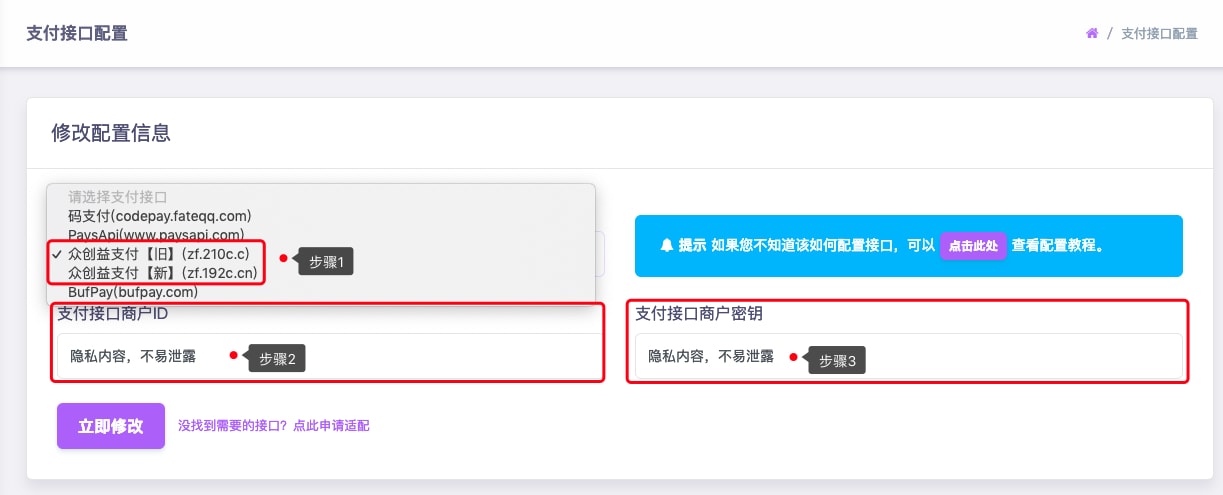 支付接口配置
/ 支付接口配置
修改配置信息
请选择支付接口
码支付(codepay.fateqq.com)
PaysApi(www.paysapi.com)
✓ 众创益支付【旧】(zf.210c.c)
众创益支付【新】(zf.192c.cn)
BufPay(bufpay.com)
步骤1
提示 如果您不知道该如何配置接口，可以 点击此处 查看配置教程。
支付接口商户ID
隐私内容，不易泄露
步骤2
支付接口商户密钥
隐私内容，不易泄露
步骤3
立即修改
没找到需要的接口？点此申请适配